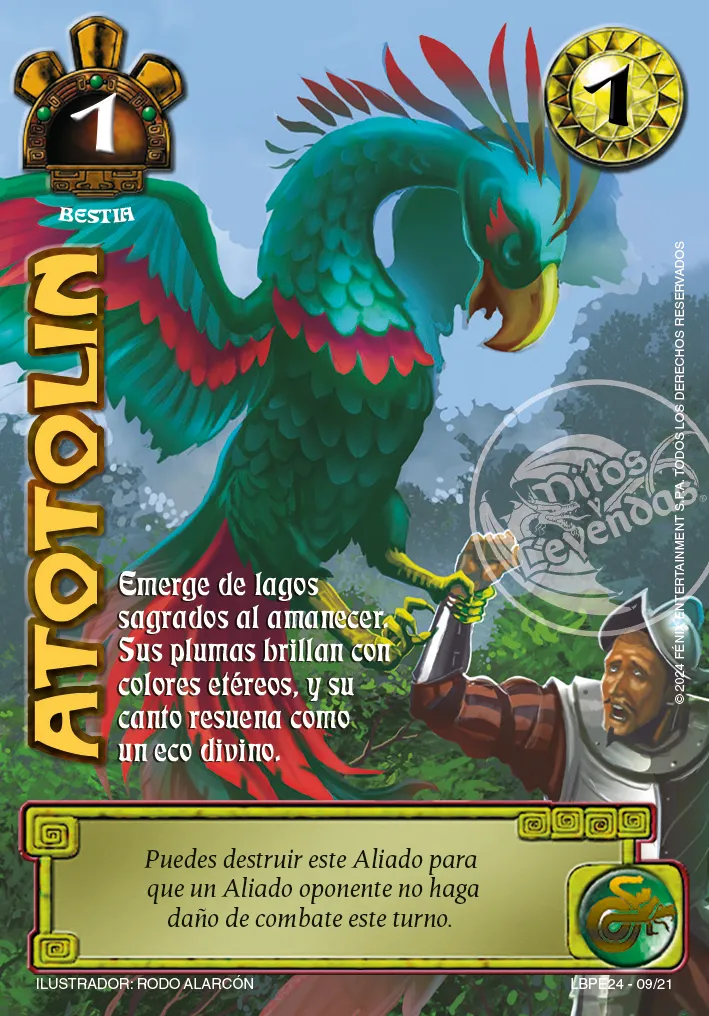 1
1
BESTIA
ATOTOLIN
Emerge de lagos
sagrados al amanecer.
Sus plumas brillan con
colores etéreos, y su
canto resuena como
un eco divino.
Mitos
y
Leyendas®
©2024 FÉNIX ENTERTAINMENT S.P.A. TODOS LOS DERECHOS RESERVADOS
Puedes destruir este Aliado para
que un Aliado oponente no haga
daño de combate este turno.
ILUSTRADOR: RODO ALARCÓN
LBPE24 - 09/21